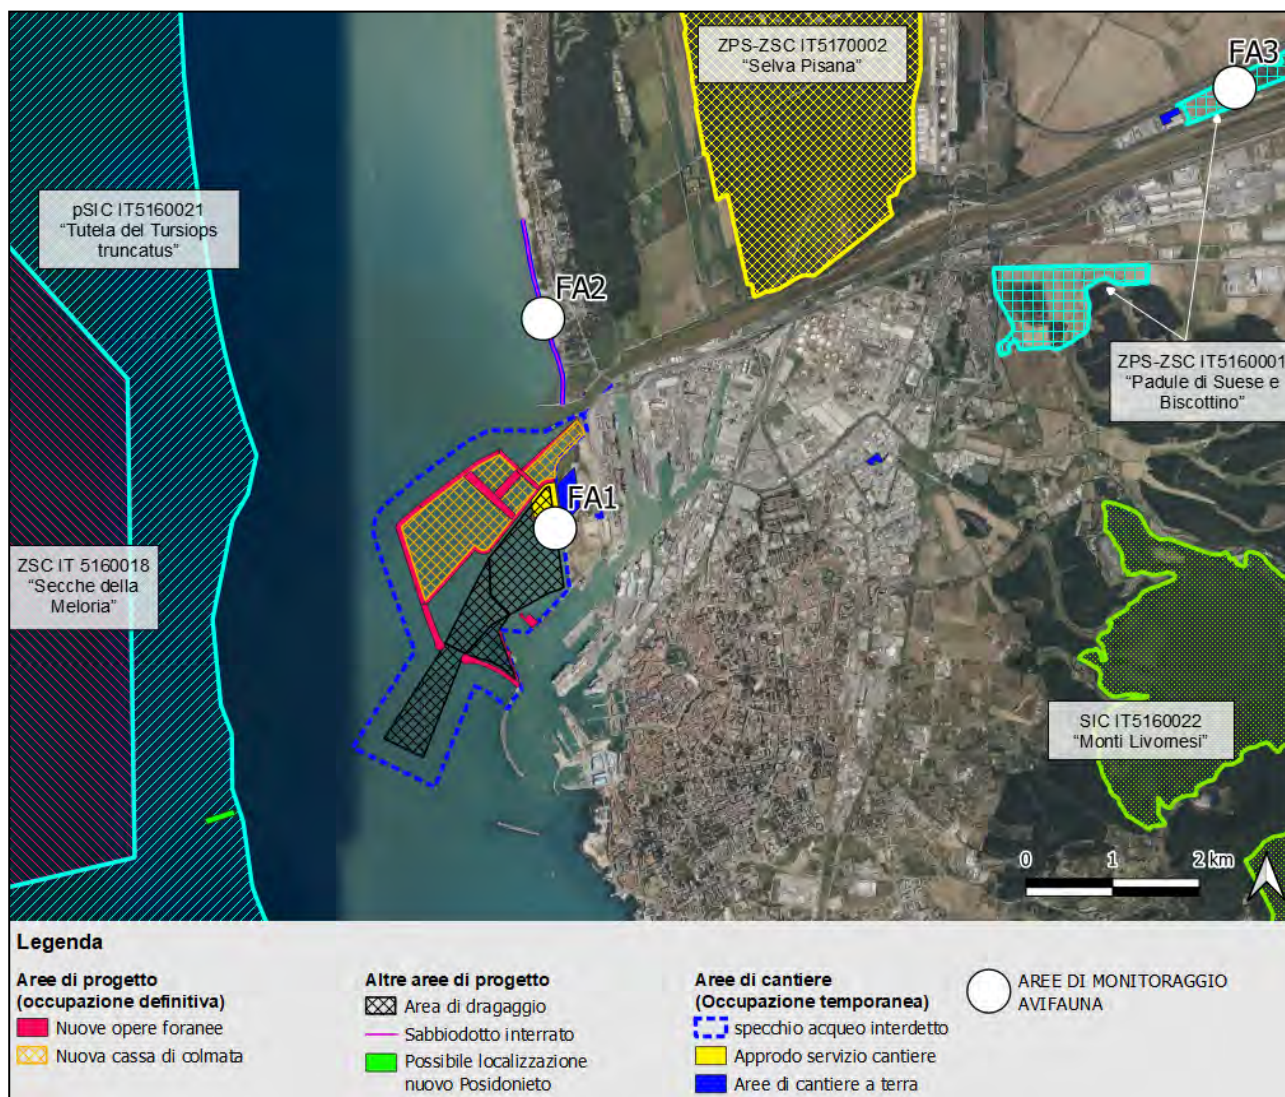 ZPS-ZSC IT5170002
“Selva Pisana”
FA3
pSIC IT5160021
“Tutela del Tursiops
truncatus”
FA2
ZPS-ZSC IT5160001
“Padule di Suese e
Biscottino”
FA1
ZSC IT 5160018
“Secche della
Meloria”
SIC IT5160022
“Monti Livornesi”
0 1 2 km
Legenda
Aree di progetto
(occupazione definitiva)
Nuove opere foranee
Nuova cassa di colmata
Altre aree di progetto
Area di dragaggio
Sabbiodotto interrato
Possibile localizzazione
nuovo Posidonieto
Aree di cantiere
(Occupazione temporanea)
specchio acqueo interdetto
Approdo servizio cantiere
Aree di cantiere a terra
AREE DI MONITORAGGIO
AVIFAUNA